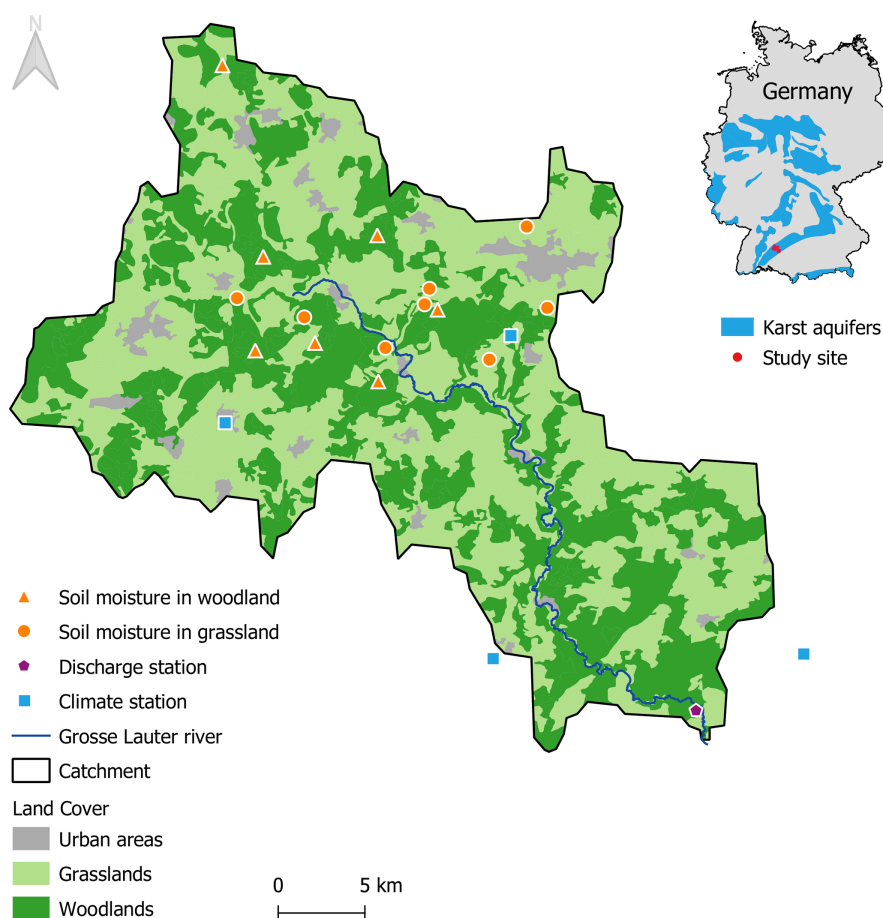 N
Germany
Karst aquifers
Study site
Soil moisture in woodland
Soil moisture in grassland
Discharge station
Climate station
Grosse Lauter river
Catchment
Land Cover
Urban areas
Grasslands
Woodlands
0 5 km